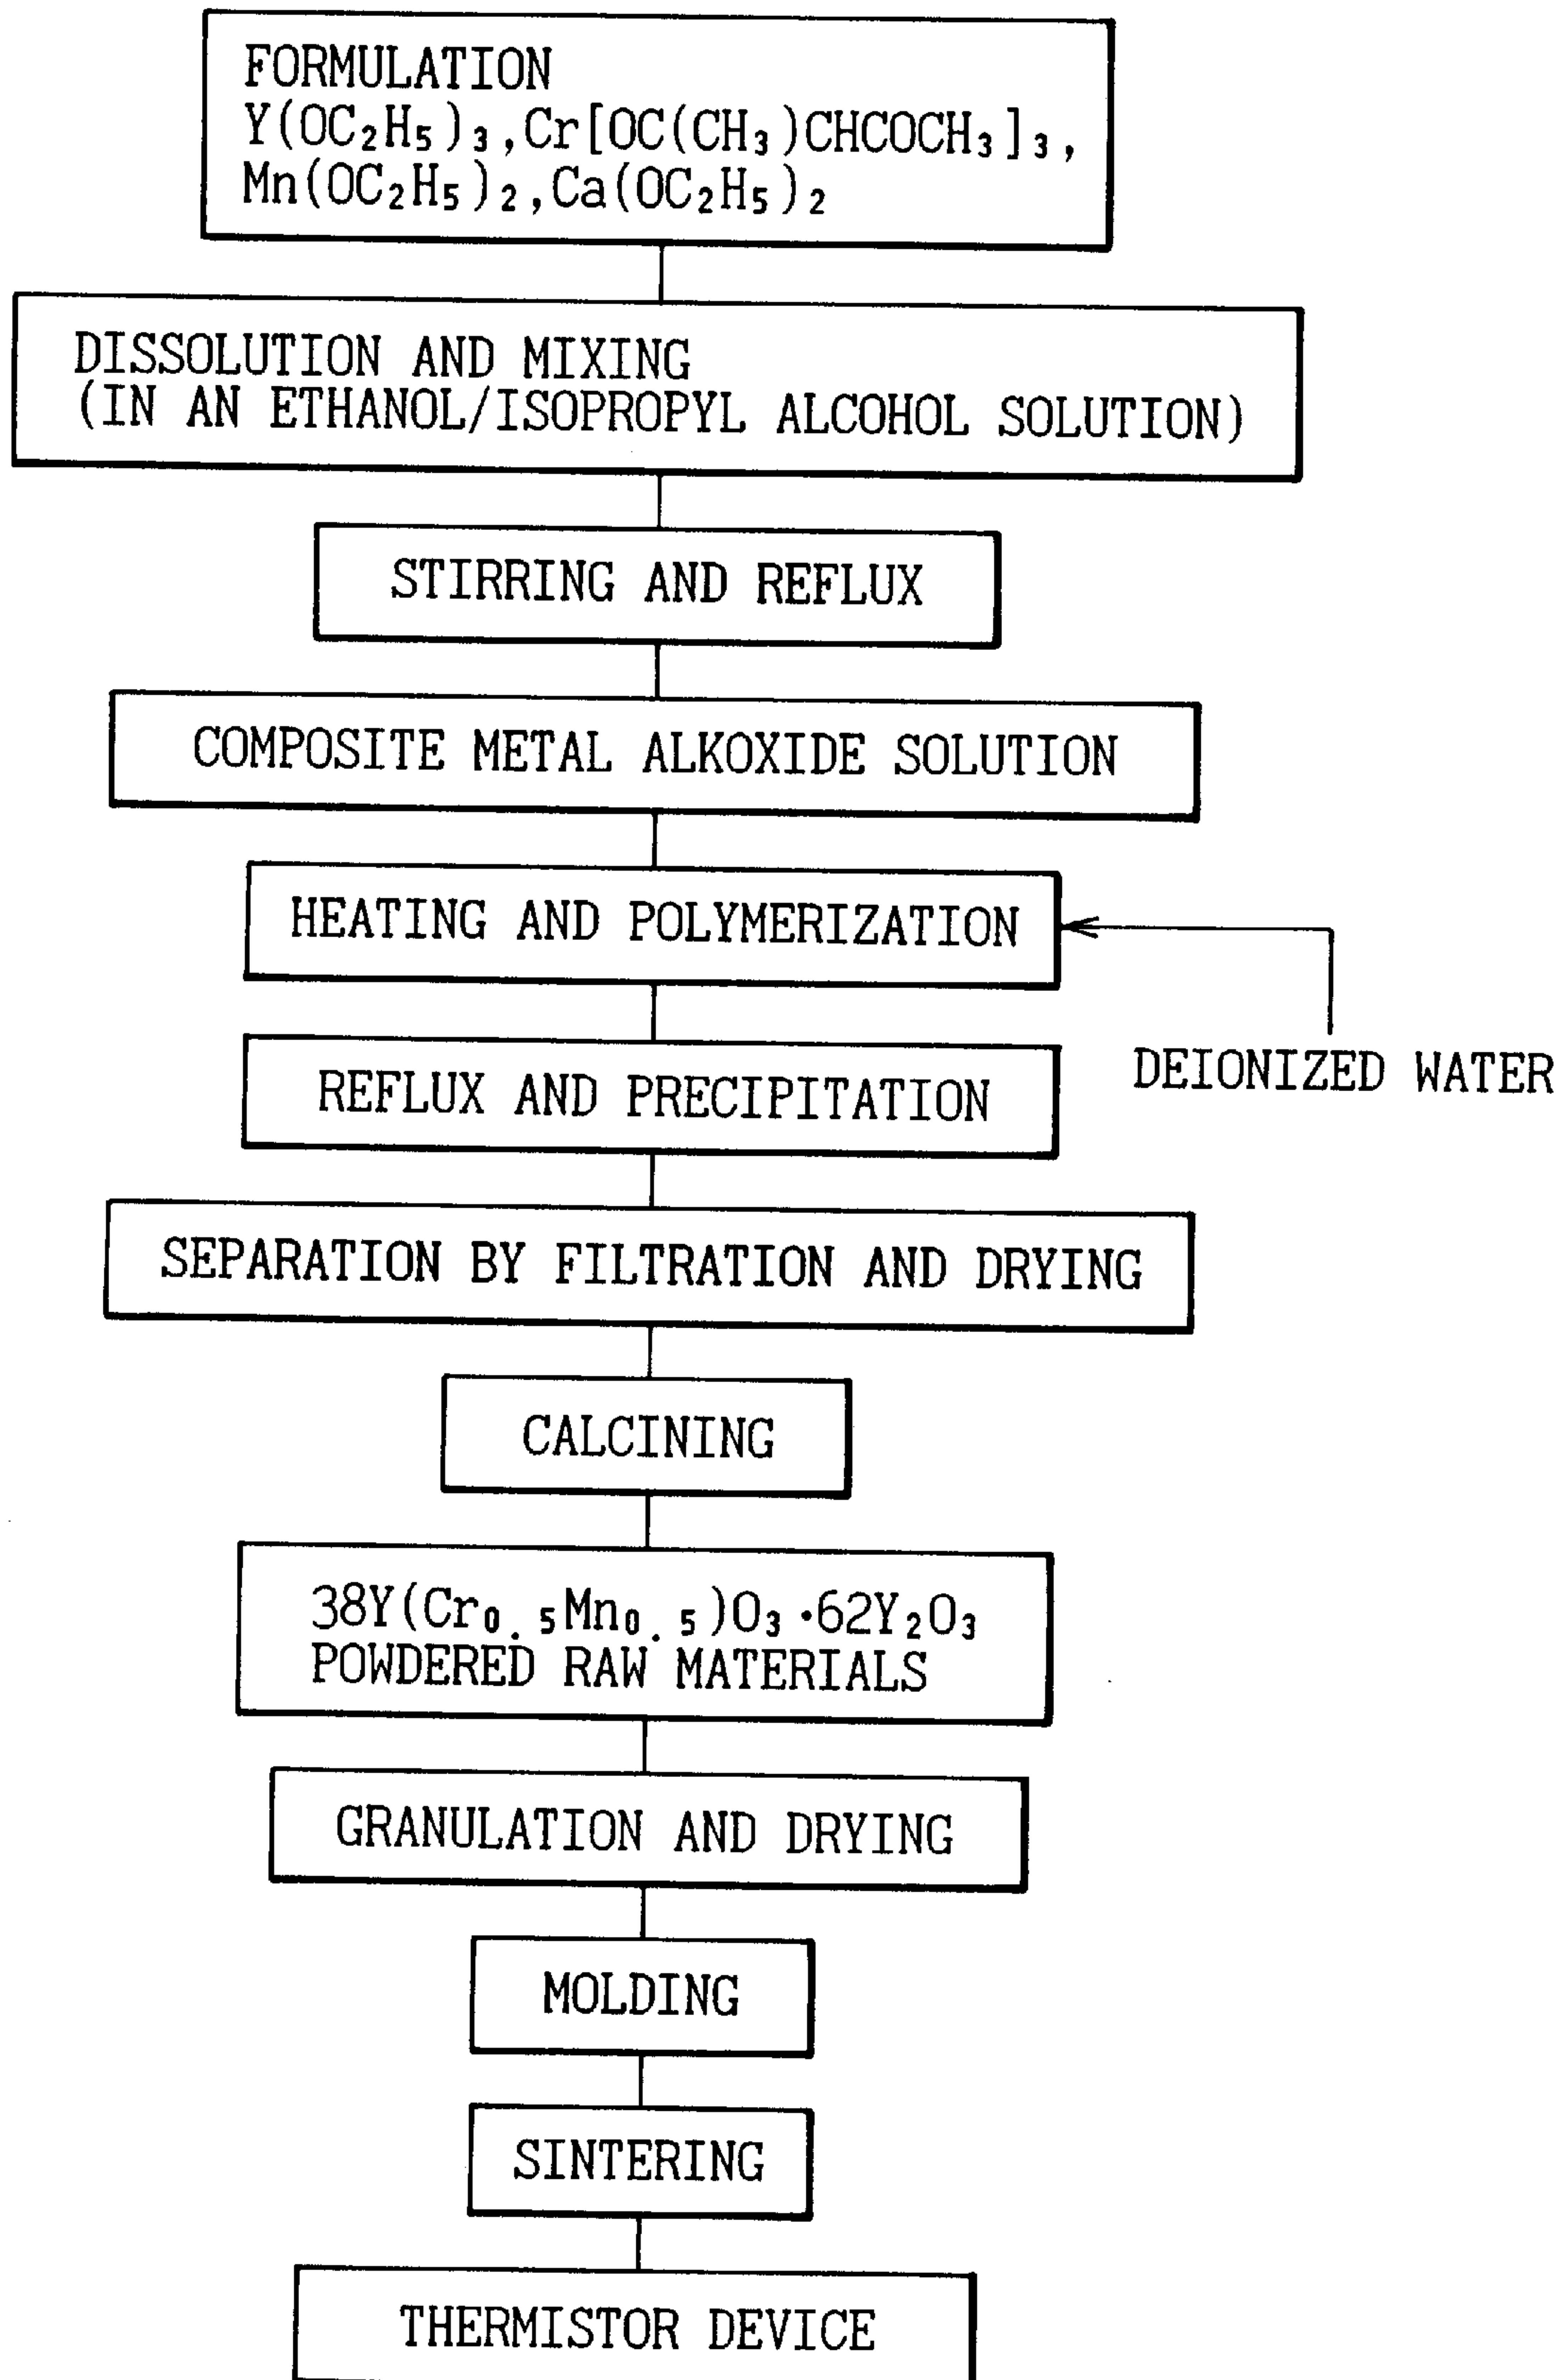 FORMULATION
Y(OC₂H₅)₃,Cr[OC(CH₃)CHCOCH₃]₃,
Mn(OC₂H₅)₂,Ca(OC₂H₅)₂
DISSOLUTION AND MIXING
(IN AN ETHANOL/ISOPROPYL ALCOHOL SOLUTION)
STIRRING AND REFLUX
COMPOSITE METAL ALKOXIDE SOLUTION
HEATING AND POLYMERIZATION
DEIONIZED WATER
REFLUX AND PRECIPITATION
SEPARATION BY FILTRATION AND DRYING
CALCINING
38Y(Cr₀.₅Mn₀.₅)O₃·62Y₂O₃
POWDERED RAW MATERIALS
GRANULATION AND DRYING
MOLDING
SINTERING
THERMISTOR DEVICE